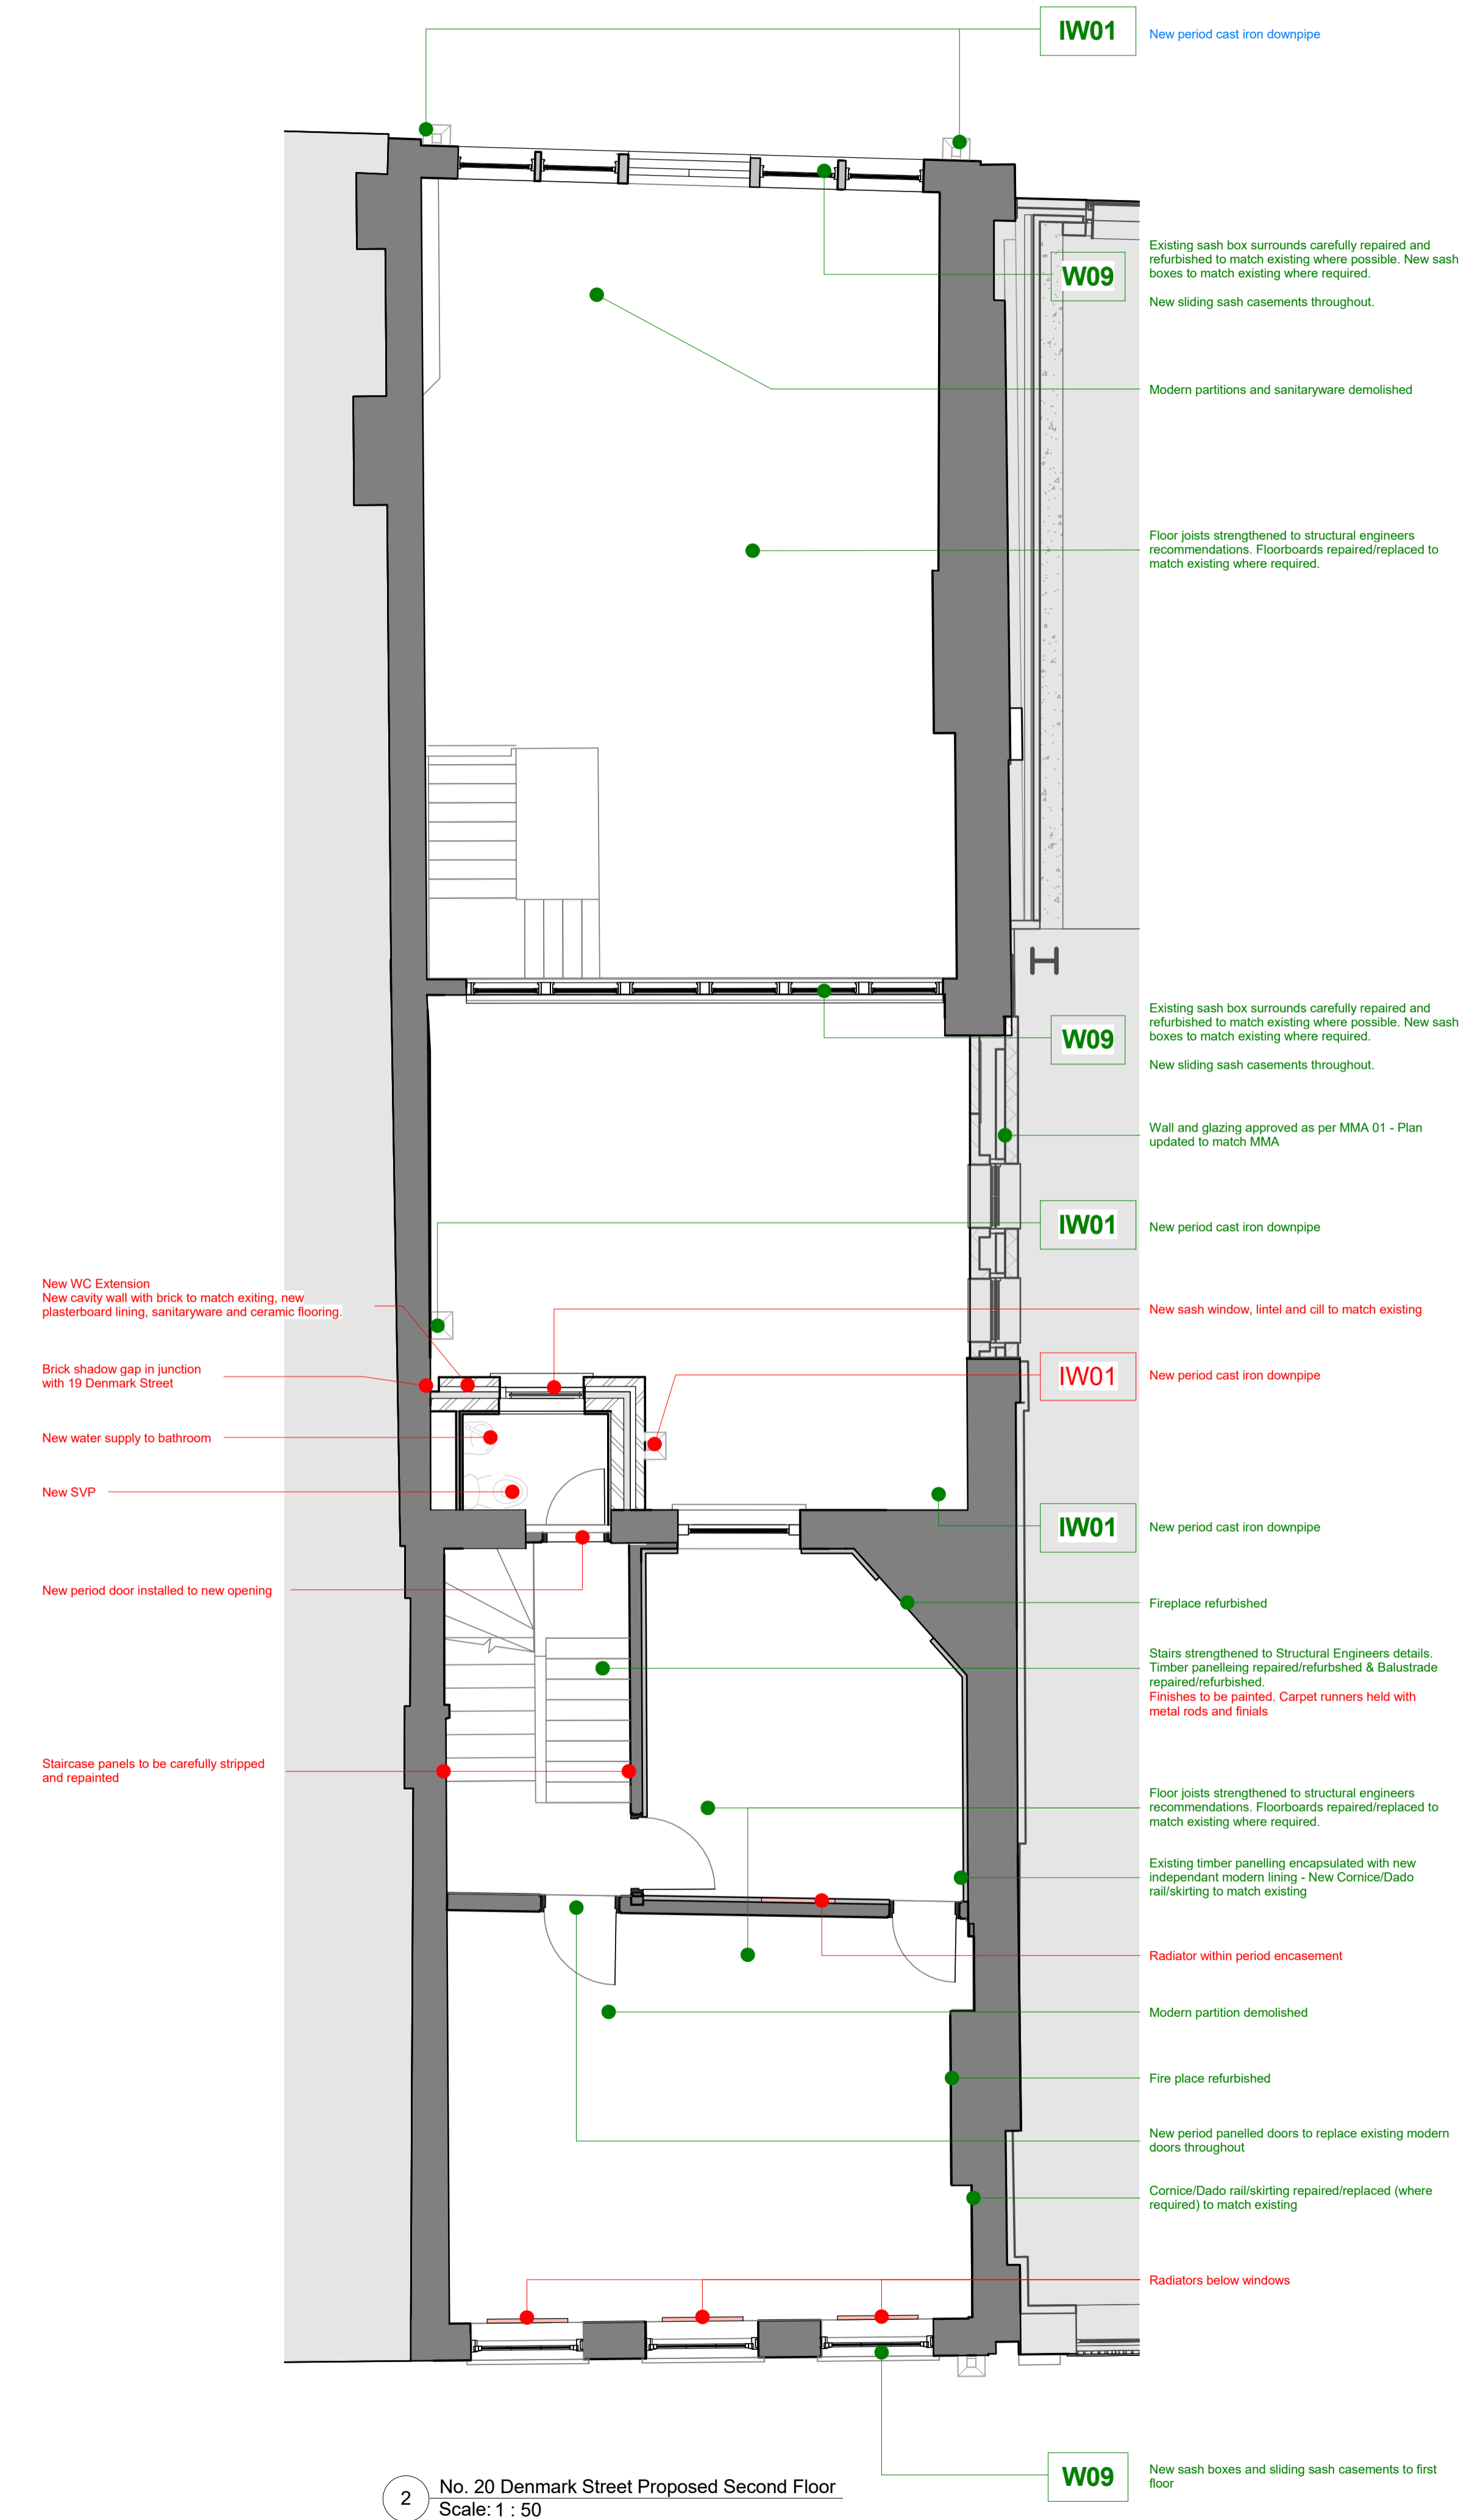 IW01
New period cast iron downpipe
Existing sash box surrounds carefully repaired and
refurbished to match existing where possible. New sash
boxes to match existing where required.
New sliding sash casements throughout.
W09
Modern partitions and sanitaryware demolished
Floor joists strengthened to structural engineers
recommendations. Floorboards repaired/replaced to
match existing where required.
Existing sash box surrounds carefully repaired and
refurbished to match existing where possible. New sash
boxes to match existing where required.
New sliding sash casements throughout.
W09
Wall and glazing approved as per MMA 01 - Plan
updated to match MMA
IW01
New period cast iron downpipe
New WC Extension
New cavity wall with brick to match exiting, new
plasterboard lining, sanitaryware and ceramic flooring.
New sash window, lintel and cill to match existing
Brick shadow gap in junction
with 19 Denmark Street
IW01
New period cast iron downpipe
New water supply to bathroom
New SVP
IW01
New period cast iron downpipe
New period door installed to new opening
Fireplace refurbished
Stairs strengthened to Structural Engineers details.
Timber panelleing repaired/refurbshed & Balustrade
repaired/refurbished.
Finishes to be painted. Carpet runners held with
metal rods and finials
Staircase panels to be carefully stripped
and repainted
Floor joists strengthened to structural engineers
recommendations. Floorboards repaired/replaced to
match existing where required.
Existing timber panelling encapsulated with new
independant modern lining - New Cornice/Dado
rail/skirting to match existing
Radiator within period encasement
Modern partition demolished
Fire place refurbished
New period panelled doors to replace existing modern
doors throughout
Cornice/Dado rail/skirting repaired/replaced (where
required) to match existing
Radiators below windows
W09
New sash boxes and sliding sash casements to first
floor
2
No. 20 Denmark Street Proposed Second Floor
Scale: 1 : 50